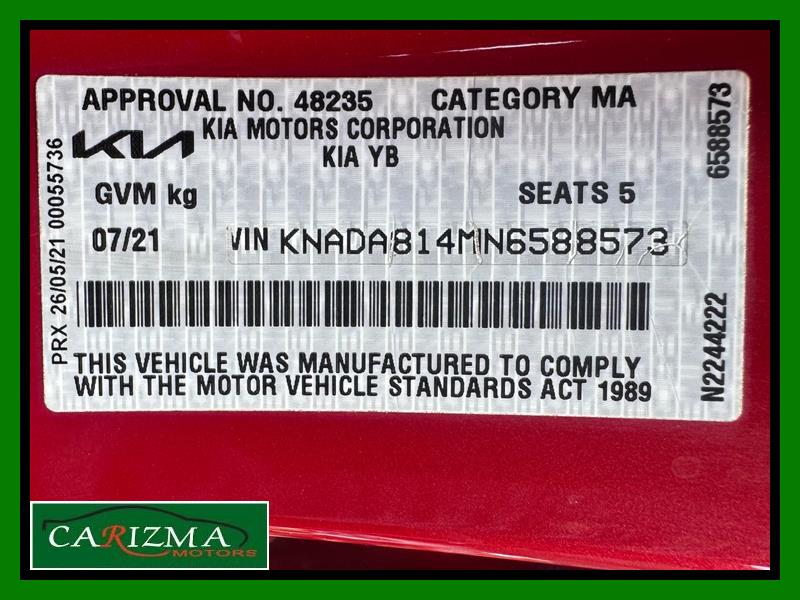 APPROVAL NO. 48235 CATEGORY MA
KIA KIA MOTORS CORPORATION
KIA YB
GVM kg SEATS 5
07/21 VIN KNADA814MN6588573
THIS VEHICLE WAS MANUFACTURED TO COMPLY
WITH THE MOTOR VEHICLE STANDARDS ACT 1989
PRX 26/05/21 00055736
6588573
N2244222
CARIZMA
MOTORS